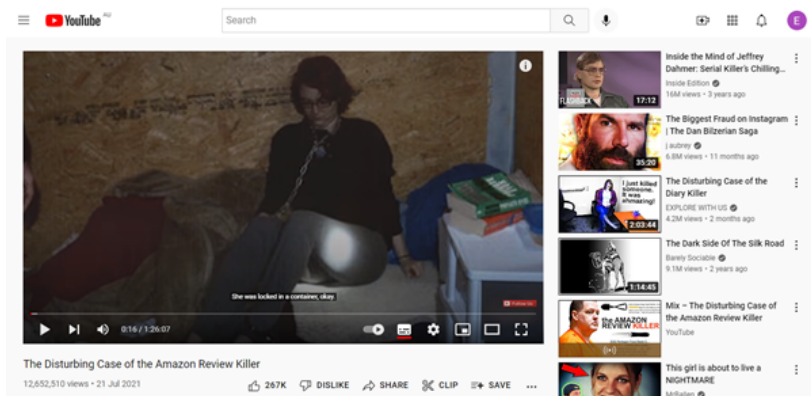 YouTube AU
Search
E
She was locked in a container, okay.
Follow Us
0:16 / 1:26:07
The Disturbing Case of the Amazon Review Killer
12,652,510 views • 21 Jul 2021
267K
DISLIKE
SHARE
CLIP
SAVE
FLASHBACK
17:12
Inside the Mind of Jeffrey
Dahmer: Serial Killer's Chilling...
Inside Edition
16M views • 3 years ago
35:20
The Biggest Fraud on Instagram
| The Dan Bilzerian Saga
j aubrey
6.8M views • 11 months ago
I just killed
someone.
It was
ahmazing!
2:03:44
The Disturbing Case of the
Diary Killer
EXPLORE WITH US
4.2M views • 2 months ago
1:14:45
The Dark Side Of The Silk Road
Barely Sociable
9.1M views • 2 years ago
the AMAZON
REVIEW KILLER
Mix – The Disturbing Case of
the Amazon Review Killer
YouTube
This girl is about to live a
NIGHTMARE
MrBallen